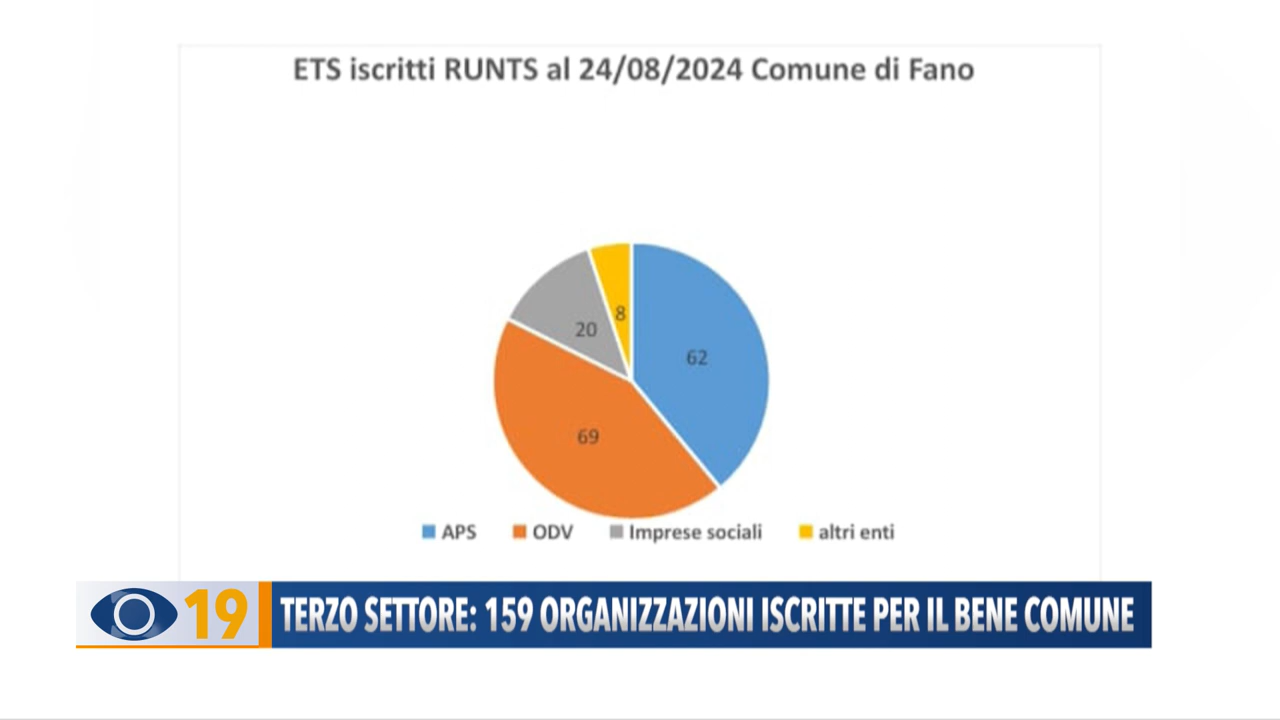 ETS iscritti RUNTS al 24/08/2024 Comune di Fano
8
20
62
69
APS ODV Imprese sociali altri enti
19 TERZO SETTORE: 159 ORGANIZZAZIONI ISCRITTE PER IL BENE COMUNE